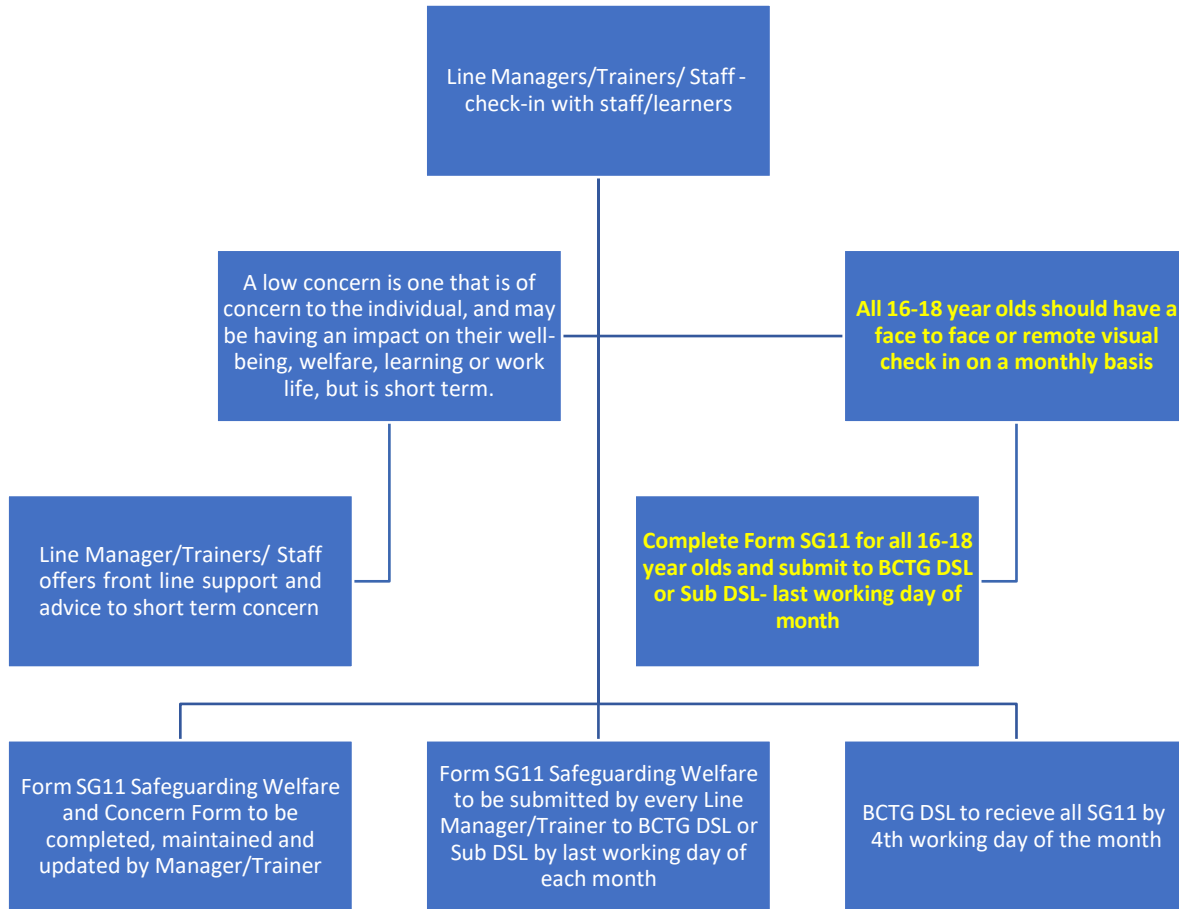 Line Managers/Trainers/ Staff -
check-in with staff/learners
A low concern is one that is of
concern to the individual, and may
be having an impact on their well-
being, welfare, learning or work
life, but is short term.
All 16-18 year olds should have a
face to face or remote visual
check in on a monthly basis
Line Manager/Trainers/ Staff
offers front line support and
advice to short term concern
Complete Form SG11 for all 16-18
year olds and submit to BCTG DSL
or Sub DSL- last working day of
month
Form SG11 Safeguarding Welfare
and Concern Form to be
completed, maintained and
updated by Manager/Trainer
Form SG11 Safeguarding Welfare
to be submitted by every Line
Manager/Trainer to BCTG DSL or
Sub DSL by last working day of
each month
BCTG DSL to recieve all SG11 by
4th working day of the month